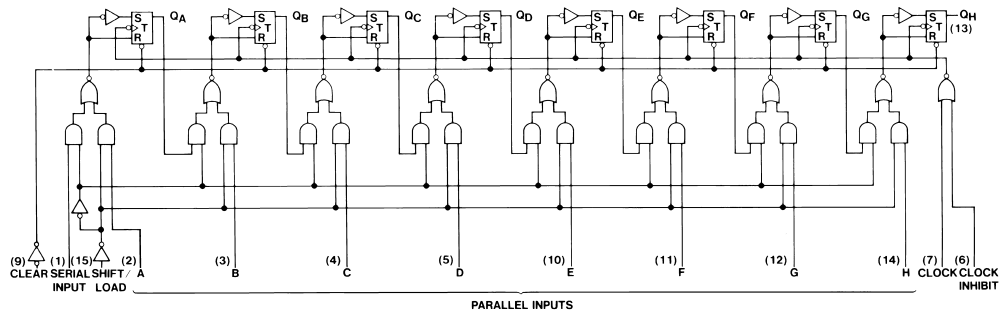 S QA S QB S QC S QD S QE S QF S QG S QH
T T T T T T T T (13)
R R R R R R R R
(9) (1) (15) (2) (3) (4) (5) (10) (11) (12) (14) (7) (6)
CLEAR SERIAL SHIFT/ A B C D E F G H CLOCK CLOCK
INPUT LOAD INHIBIT
PARALLEL INPUTS